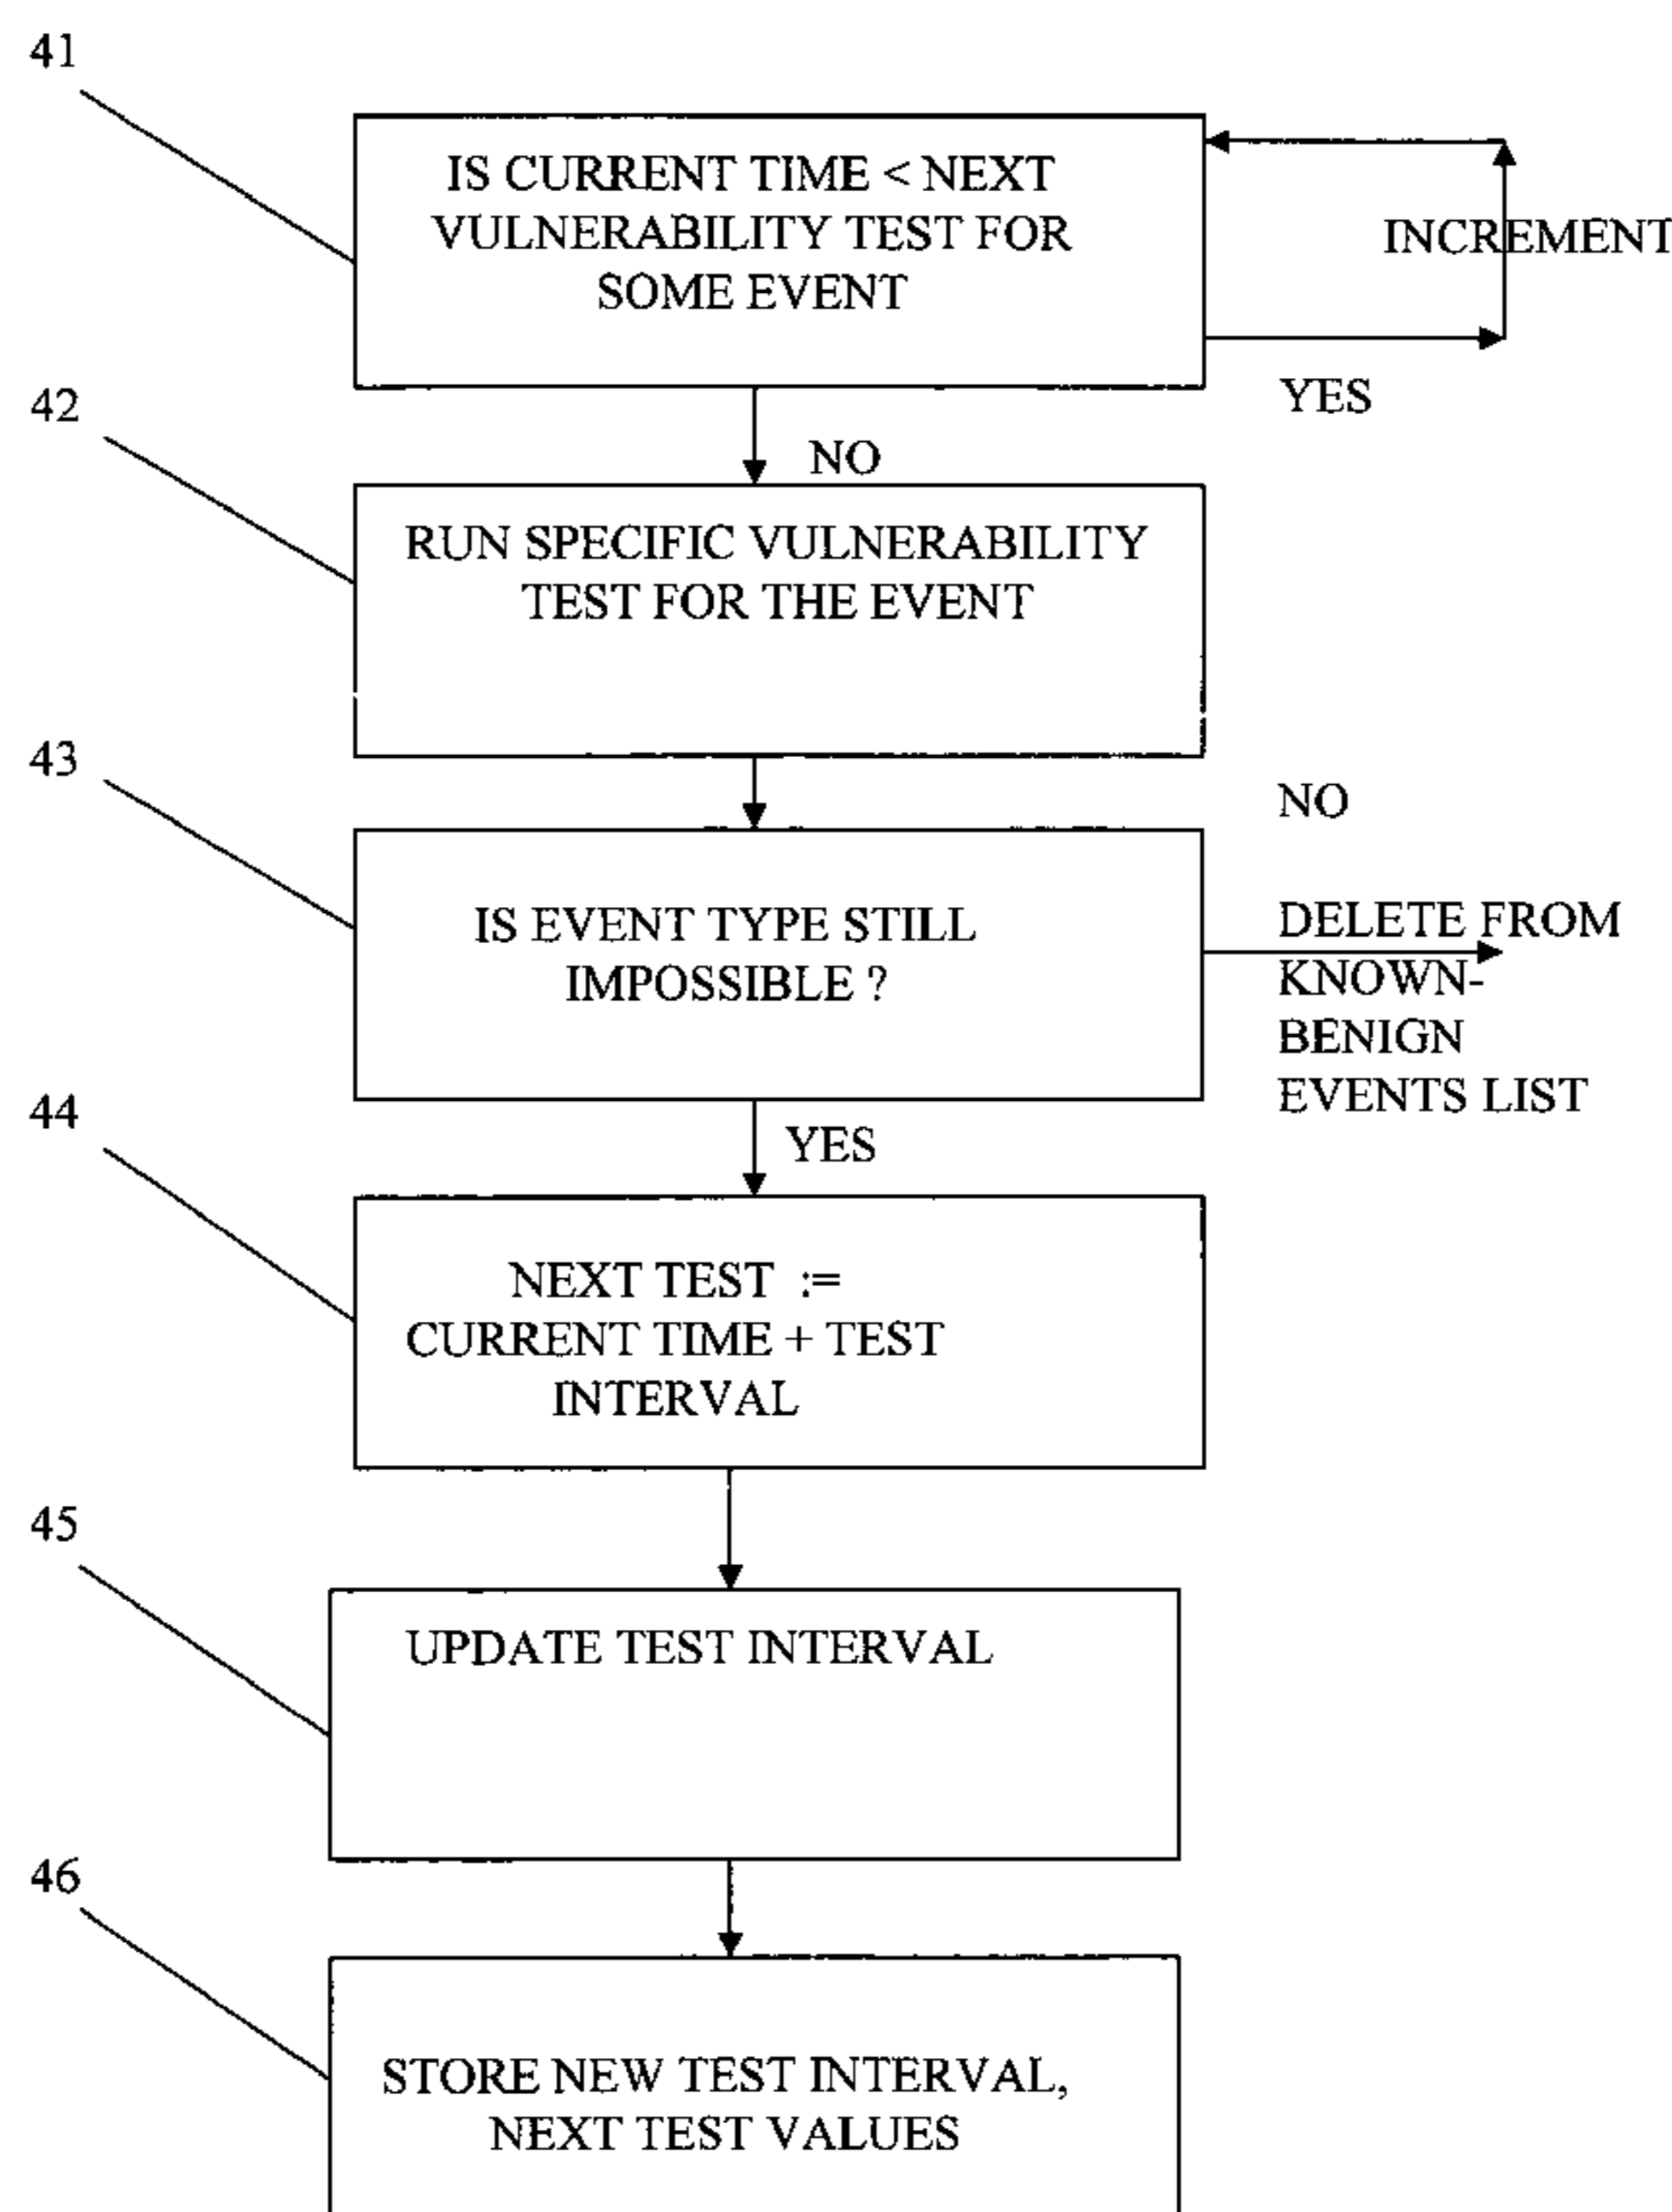 41
IS CURRENT TIME < NEXT
VULNERABILITY TEST FOR
SOME EVENT
INCREMENT
YES
42
NO
RUN SPECIFIC VULNERABILITY
TEST FOR THE EVENT
43
NO
IS EVENT TYPE STILL
IMPOSSIBLE ?
DELETE FROM
KNOWN-
BENIGN
EVENTS LIST
44
YES
NEXT TEST :=
CURRENT TIME + TEST
INTERVAL
45
UPDATE TEST INTERVAL
46
STORE NEW TEST INTERVAL,
NEXT TEST VALUES